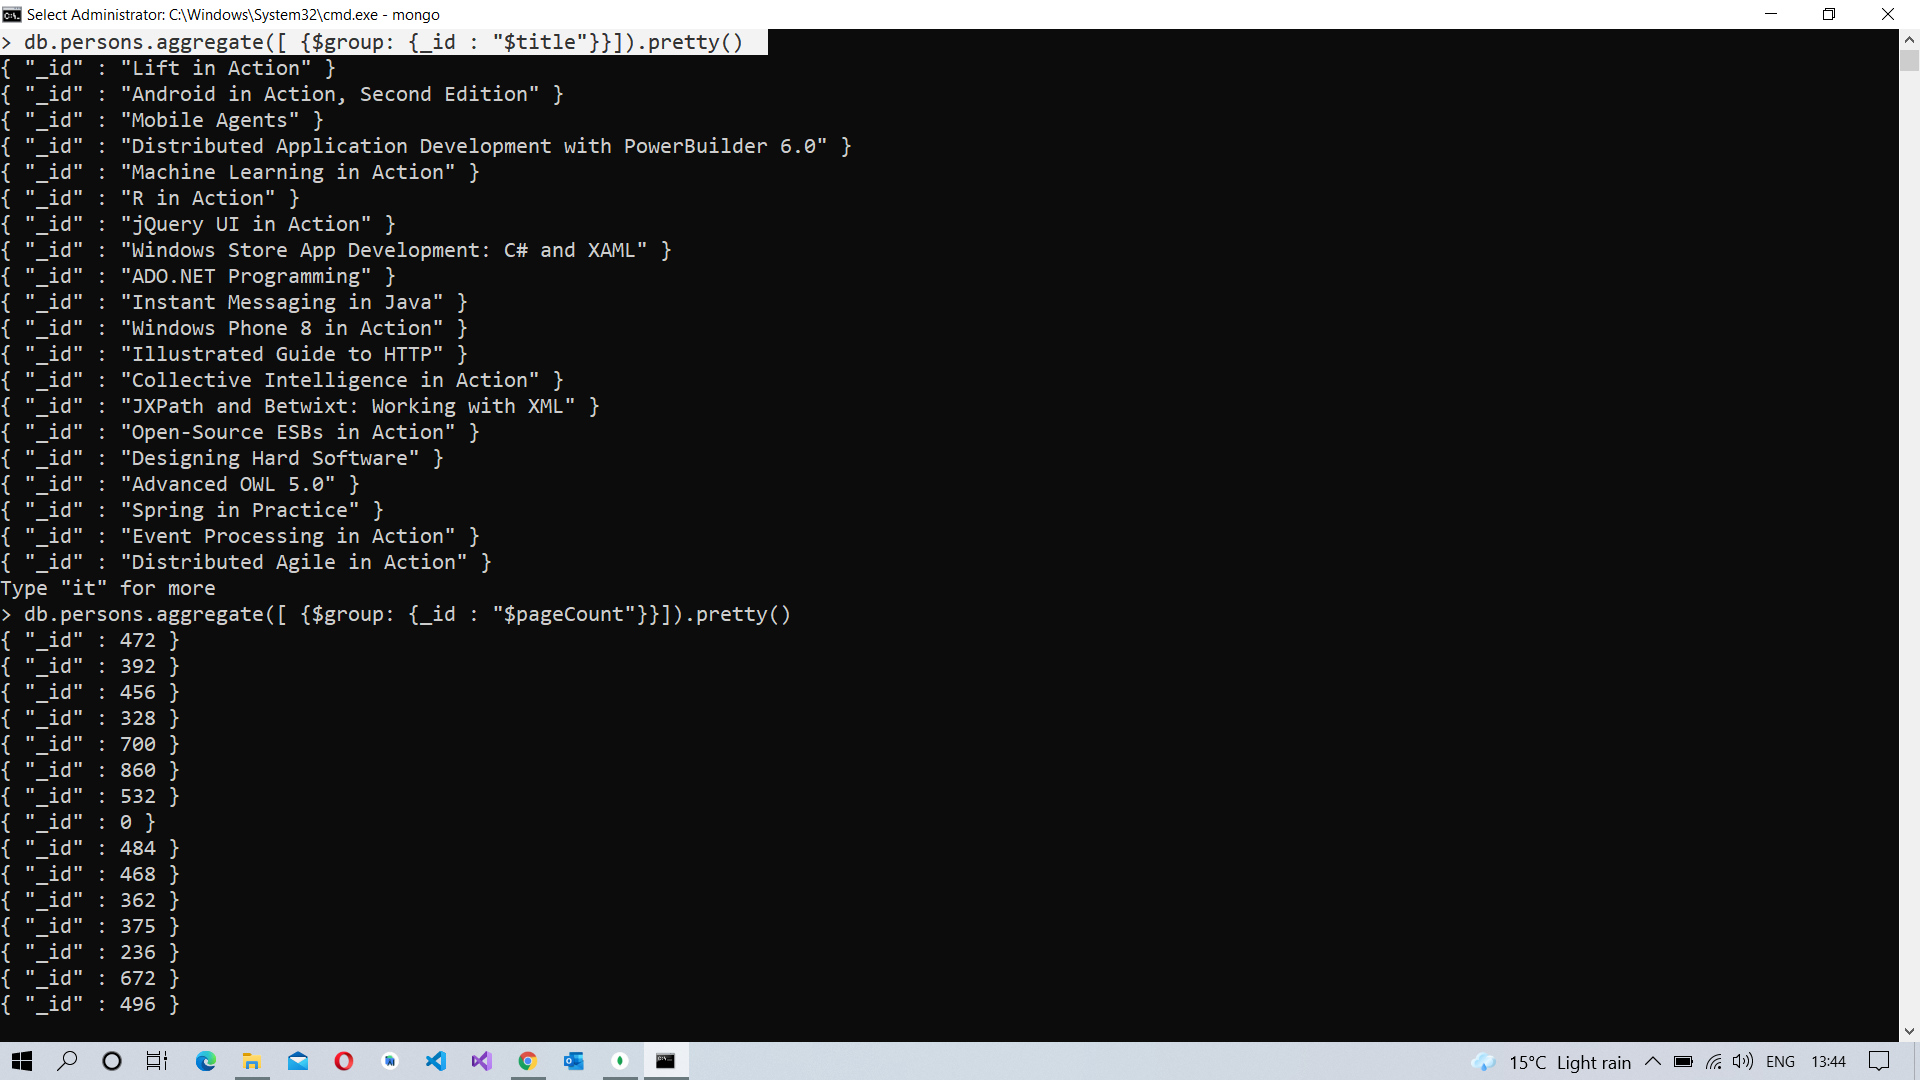 Select Administrator: C:\Windows\System32\cmd.exe - mongo
> db.persons.aggregate([ {$group: {_id : "$title"}}]).pretty()
{ "_id" : "Lift in Action" }
{ "_id" : "Android in Action, Second Edition" }
{ "_id" : "Mobile Agents" }
{ "_id" : "Distributed Application Development with PowerBuilder 6.0" }
{ "_id" : "Machine Learning in Action" }
{ "_id" : "R in Action" }
{ "_id" : "jQuery UI in Action" }
{ "_id" : "Windows Store App Development: C# and XAML" }
{ "_id" : "ADO.NET Programming" }
{ "_id" : "Instant Messaging in Java" }
{ "_id" : "Windows Phone 8 in Action" }
{ "_id" : "Illustrated Guide to HTTP" }
{ "_id" : "Collective Intelligence in Action" }
{ "_id" : "JXPath and Betwixt: Working with XML" }
{ "_id" : "Open-Source ESBs in Action" }
{ "_id" : "Designing Hard Software" }
{ "_id" : "Advanced OWL 5.0" }
{ "_id" : "Spring in Practice" }
{ "_id" : "Event Processing in Action" }
{ "_id" : "Distributed Agile in Action" }
Type "it" for more
> db.persons.aggregate([ {$group: {_id : "$pageCount"}}]).pretty()
{ "_id" : 472 }
{ "_id" : 392 }
{ "_id" : 456 }
{ "_id" : 328 }
{ "_id" : 700 }
{ "_id" : 860 }
{ "_id" : 532 }
{ "_id" : 0 }
{ "_id" : 484 }
{ "_id" : 468 }
{ "_id" : 362 }
{ "_id" : 375 }
{ "_id" : 236 }
{ "_id" : 672 }
{ "_id" : 496 }
15°C Light rain ENG 13:44